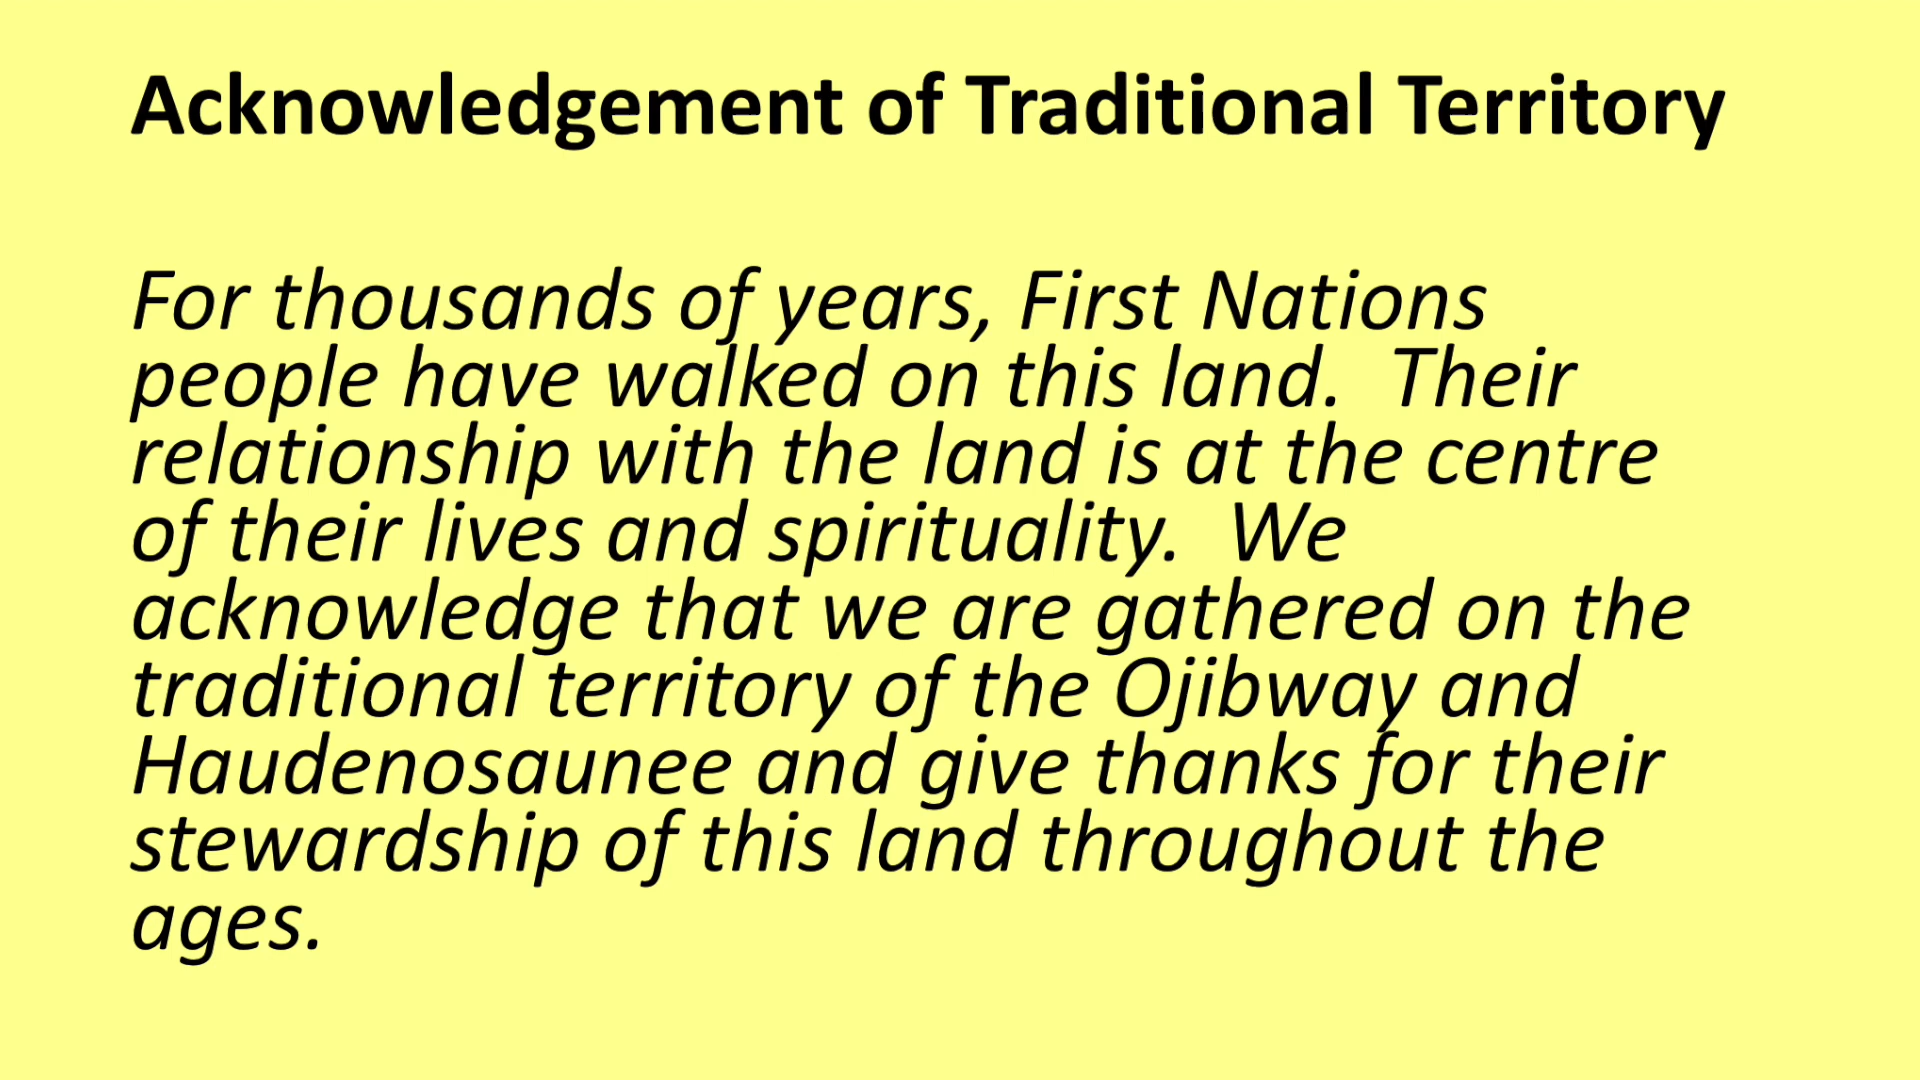 Acknowledgement of Traditional Territory
For thousands of years, First Nations
people have walked on this land.  Their
relationship with the land is at the centre
of their lives and spirituality.  We
acknowledge that we are gathered on the
traditional territory of the Ojibway and
Haudenosaunee and give thanks for their
stewardship of this land throughout the
ages.